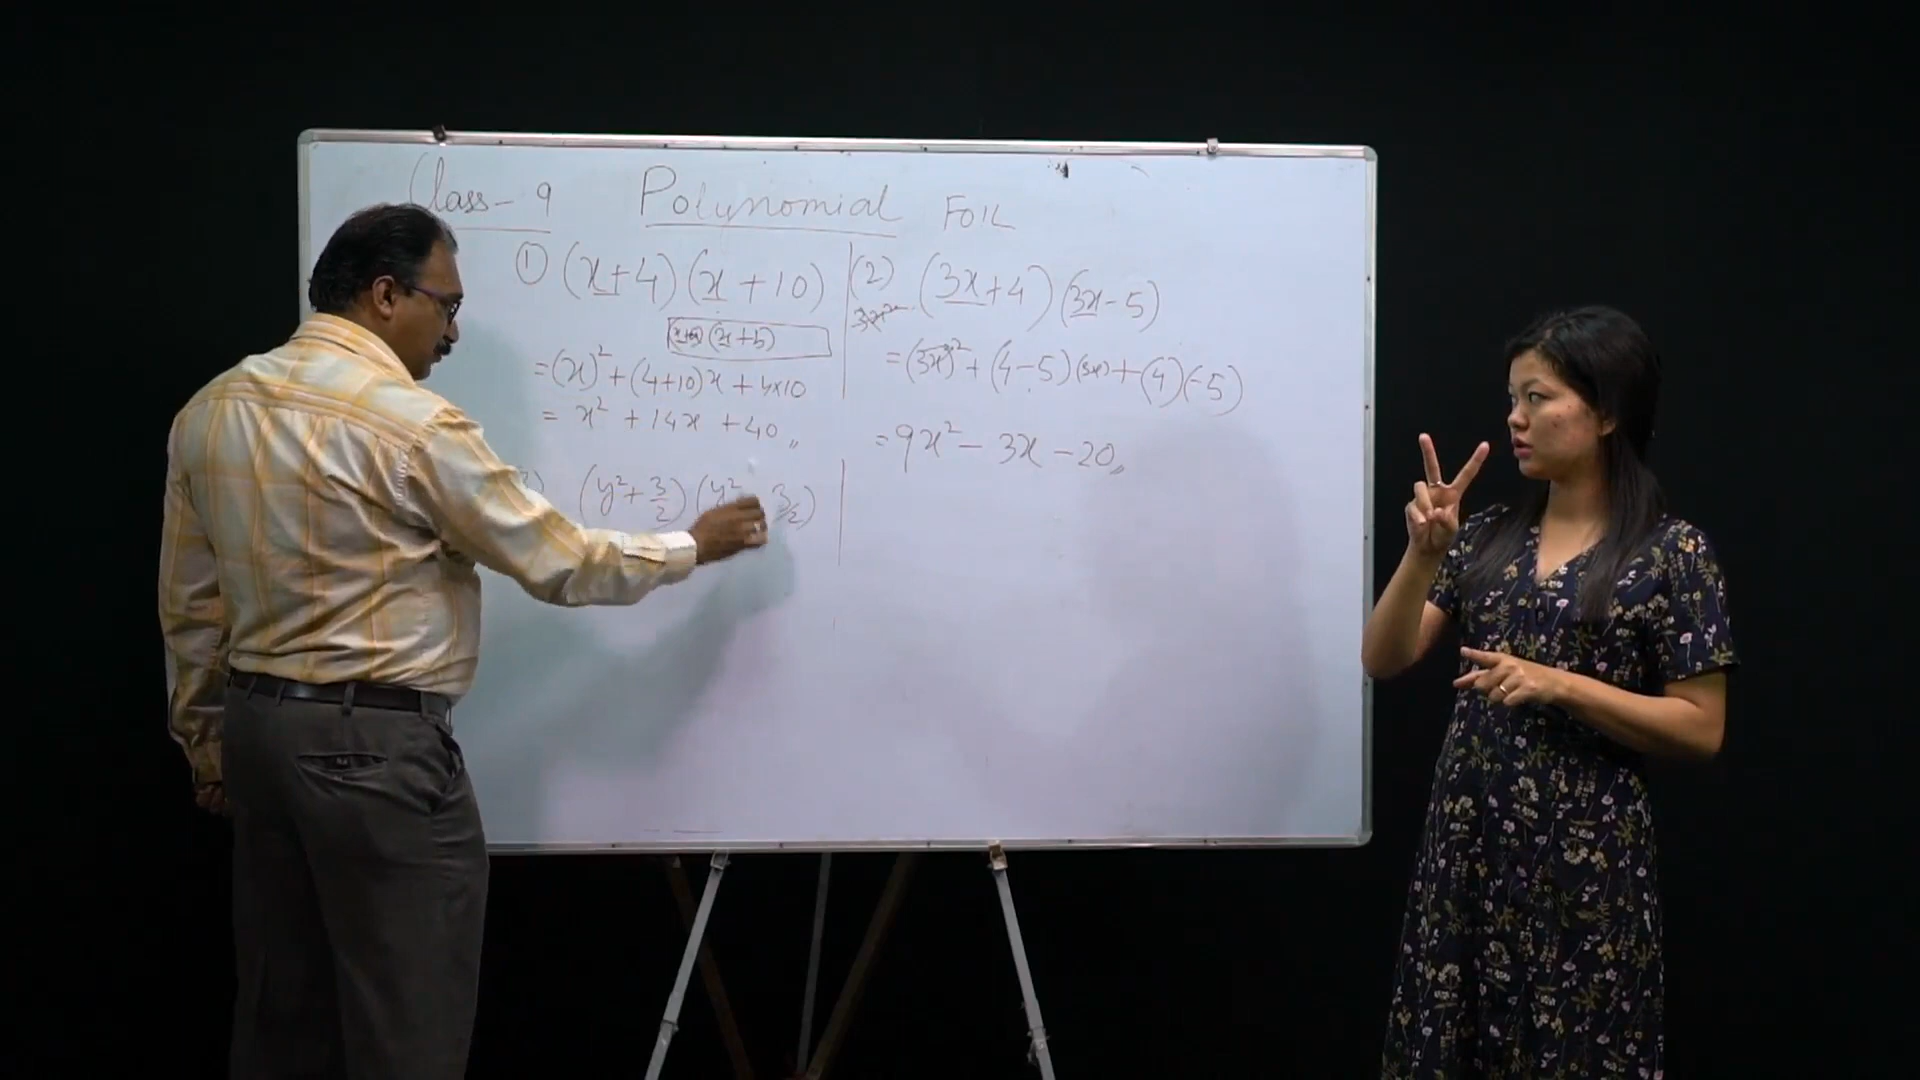 Class-9 Polynomial FOIL
① (x+4)(x+10)
(x+5)
=(x)²+(4+10)x+4×10
= x²+14x+40,,
(y²+3/2)(y² 3/2)
(2) (3x+4)(3x-5)
=(3x)²+(4-5)(3x)+(4)(-5)
=9x²-3x-20,,